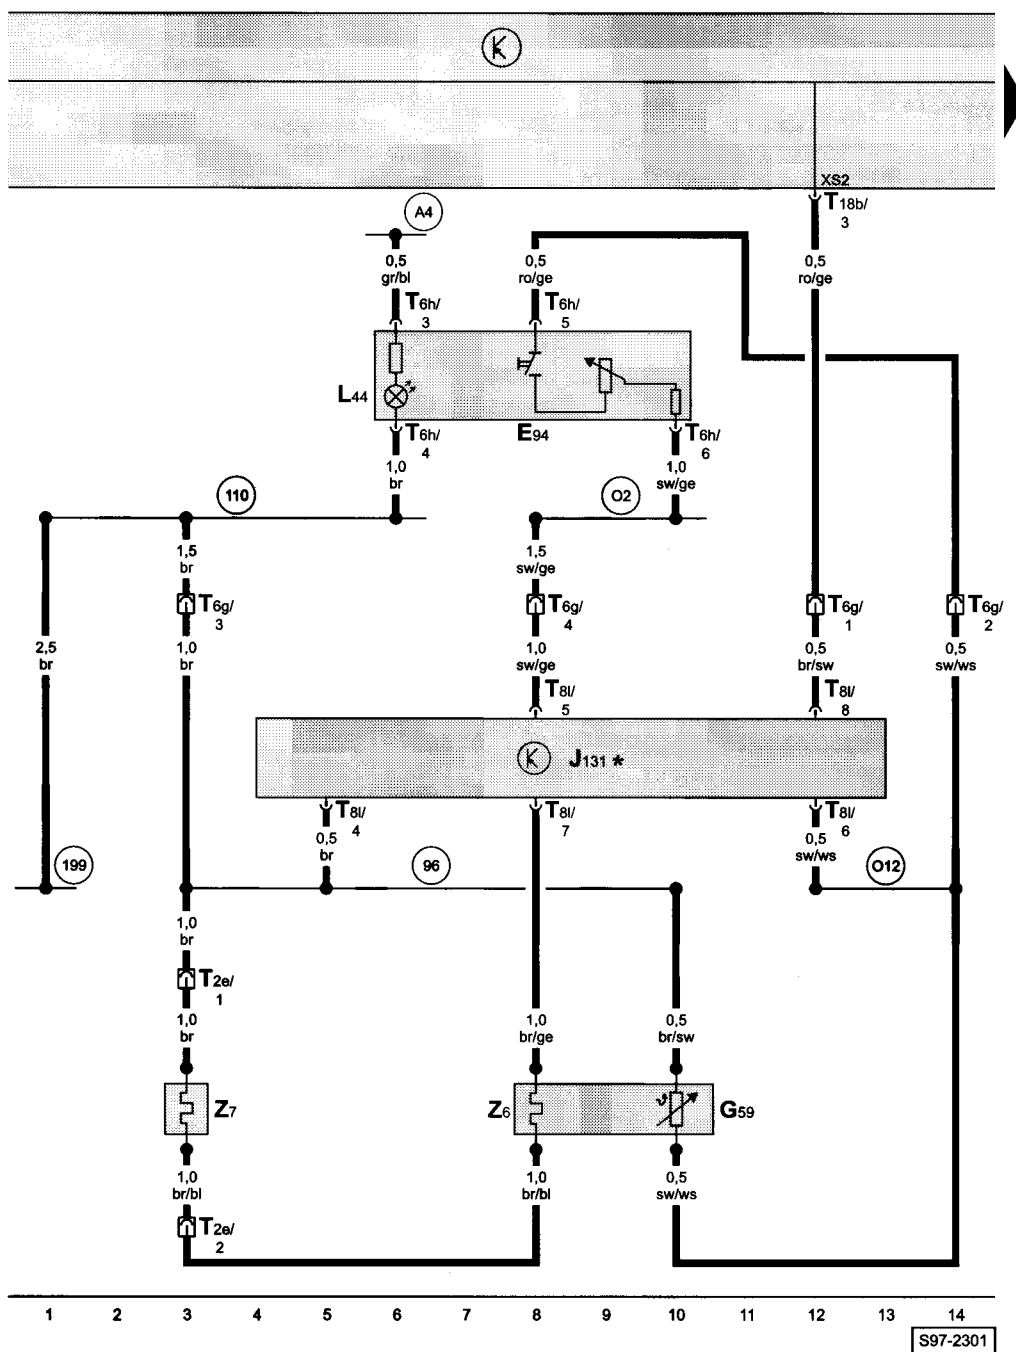 XS2
T18b/
3
A4
0,5
gr/bl
0,5
ro/ge
0,5
ro/ge
T6h/
3
T6h/
5
L44
E94
T6h/
4
T6h/
6
1,0
br
1,0
sw/ge
110
O2
1,5
br
1,5
sw/ge
T6g/
3
T6g/
4
T6g/
1
T6g/
2
2,5
br
1,0
br
1,0
sw/ge
0,5
br/sw
0,5
sw/ws
T8l/
5
T8l/
8
J131 *
T8l/
4
T8l/
7
T8l/
6
0,5
br
0,5
sw/ws
199
96
O12
1,0
br
T2e/
1
1,0
br
1,0
br/ge
0,5
br/sw
Z7
Z6
G59
1,0
br/bl
1,0
br/bl
0,5
sw/ws
T2e/
2
1 2 3 4 5 6 7 8 9 10 11 12 13 14
S97-2301